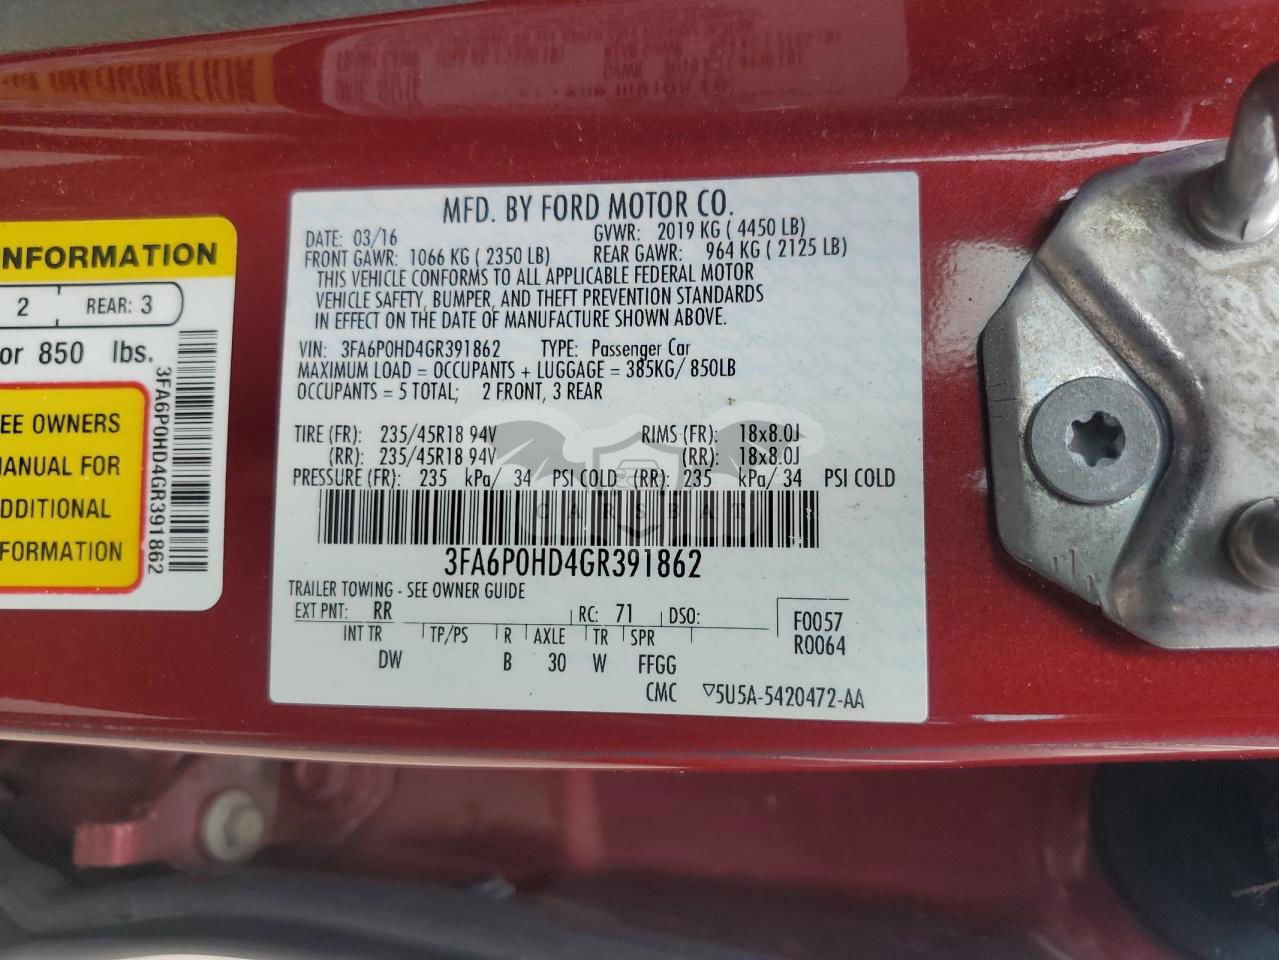 NFORMATION
2 REAR: 3
or 850 lbs.
EE OWNERS
MANUAL FOR
DDITIONAL
FORMATION
3FA6P0HD4GR391862
MFD. BY FORD MOTOR CO.
DATE: 03/16 GVWR: 2019 KG ( 4450 LB)
FRONT GAWR: 1066 KG ( 2350 LB) REAR GAWR: 964 KG ( 2125 LB)
THIS VEHICLE CONFORMS TO ALL APPLICABLE FEDERAL MOTOR
VEHICLE SAFETY, BUMPER, AND THEFT PREVENTION STANDARDS
IN EFFECT ON THE DATE OF MANUFACTURE SHOWN ABOVE.
VIN: 3FA6P0HD4GR391862 TYPE: Passenger Car
MAXIMUM LOAD = OCCUPANTS + LUGGAGE = 385KG/ 850LB
OCCUPANTS = 5 TOTAL; 2 FRONT, 3 REAR
TIRE (FR): 235/45R18 94V RIMS (FR): 18x8.0J
(RR): 235/45R18 94V (RR): 18x8.0J
PRESSURE (FR): 235 kPa/ 34 PSI COLD (RR): 235 kPa/ 34 PSI COLD
CARSBAT
3FA6P0HD4GR391862
TRAILER TOWING - SEE OWNER GUIDE
EXT PNT: RR RC: 71 DSO: F0057
INT TR TP/PS R AXLE TR SPR R0064
DW B 30 W FFGG
CMC ▽5U5A-5420472-AA